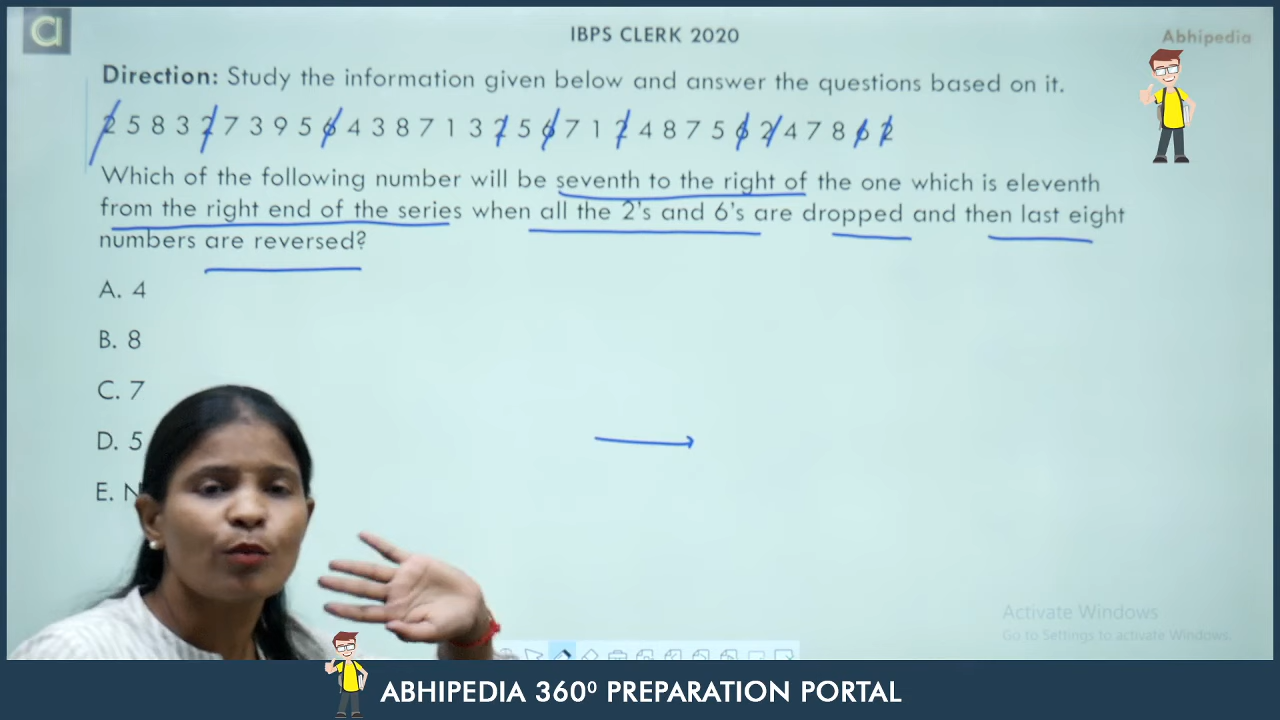 a
IBPS CLERK 2020
Abhipedia
Direction: Study the information given below and answer the questions based on it.
2 5 8 3 2 7 3 9 5 6 4 3 8 7 1 3 2 5 6 7 1 2 4 8 7 5 6 2 4 7 8 6 2
Which of the following number will be seventh to the right of the one which is eleventh
from the right end of the series when all the 2's and 6's are dropped and then last eight
numbers are reversed?
A. 4
B. 8
C. 7
D. 5
E. N
Activate Windows
Go to Settings to activate Windows.
ABHIPEDIA 360⁰ PREPARATION PORTAL